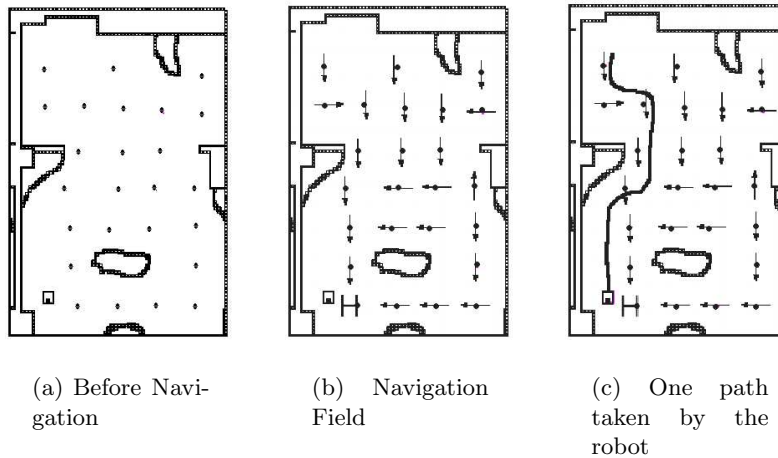 (a) Before Navi-
gation
(b) Navigation
Field
(c) One path
taken by the
robot